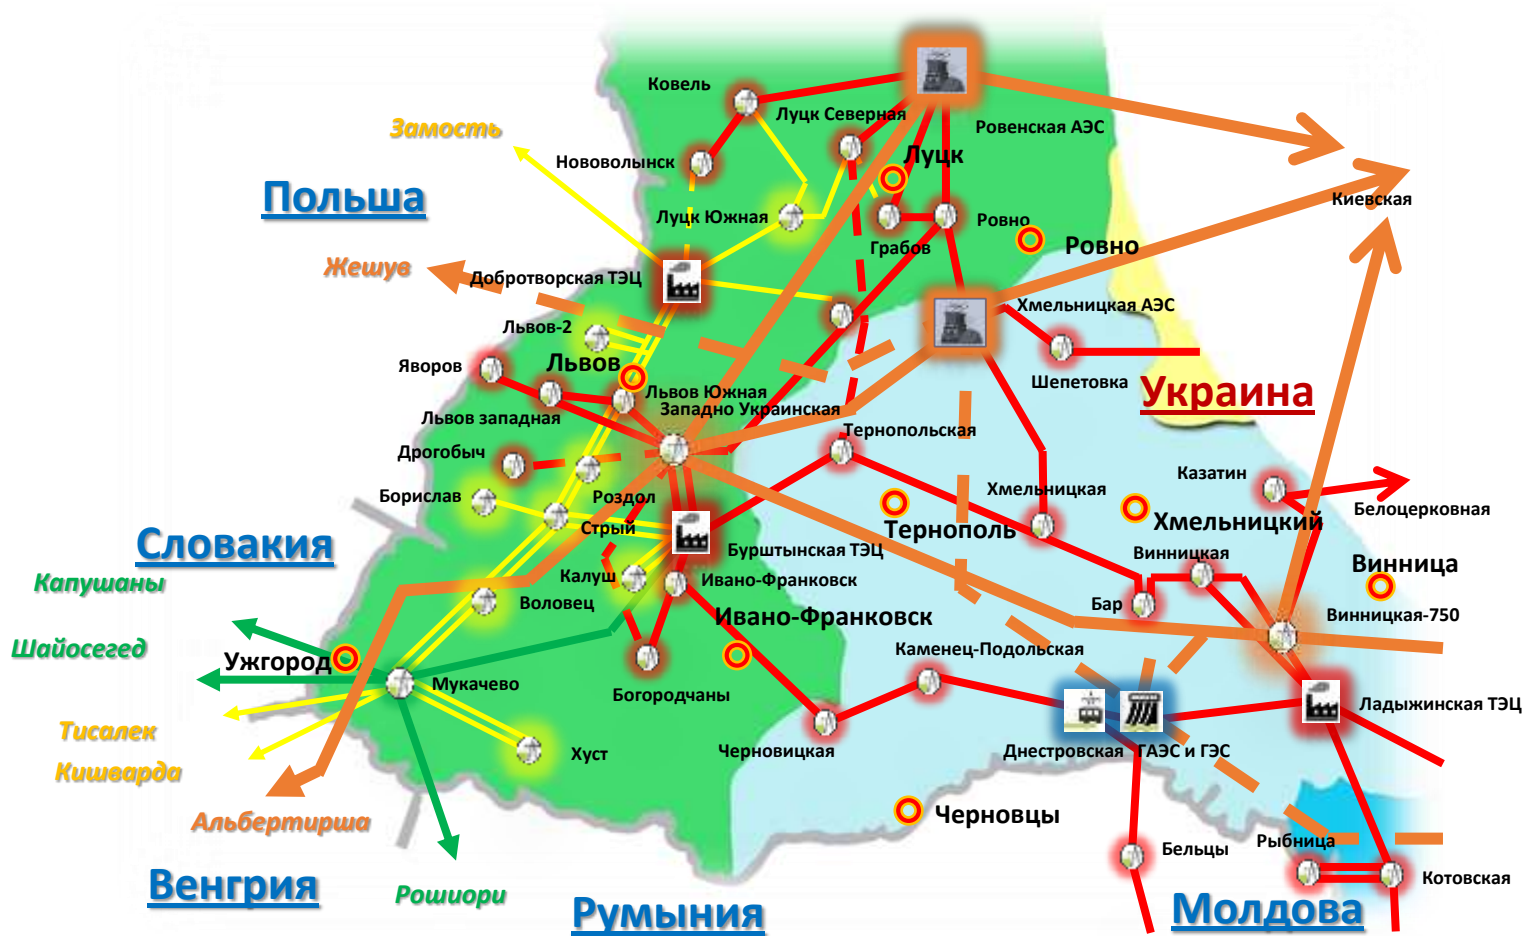 Ковель
Луцк Северная
Замость
Ровенская АЭС
Луцк
Нововолынск
Польша
Киевская
Луцк Южная
Ровно
Грабов
Ровно
Жешув
Добротворская ТЭЦ
Хмельницкая АЭС
Львов-2
Яворов
Львов
Шепетовка
Украина
Львов Южная
Западно Украинская
Львов западная
Тернопольская
Дрогобыч
Казатин
Борислав
Роздол
Хмельницкая
Белоцерковная
Стрый
Тернополь
Хмельницкий
Словакия
Бурштынская ТЭЦ
Винницкая
Винница
Капушаны
Калуш
Ивано-Франковск
Воловец
Бар
Ивано-Франковск
Винницкая-750
Шайосегед
Ужгород
Каменец-Подольская
Мукачево
Богородчаны
Ладыжинская ТЭЦ
Тисалек
Хуст
Черновицкая
Днестровская ГАЭС и ГЭС
Кишварда
Альбертирша
Черновцы
Бельцы
Рыбница
Котовская
Венгрия
Рошиори
Румыния
Молдова